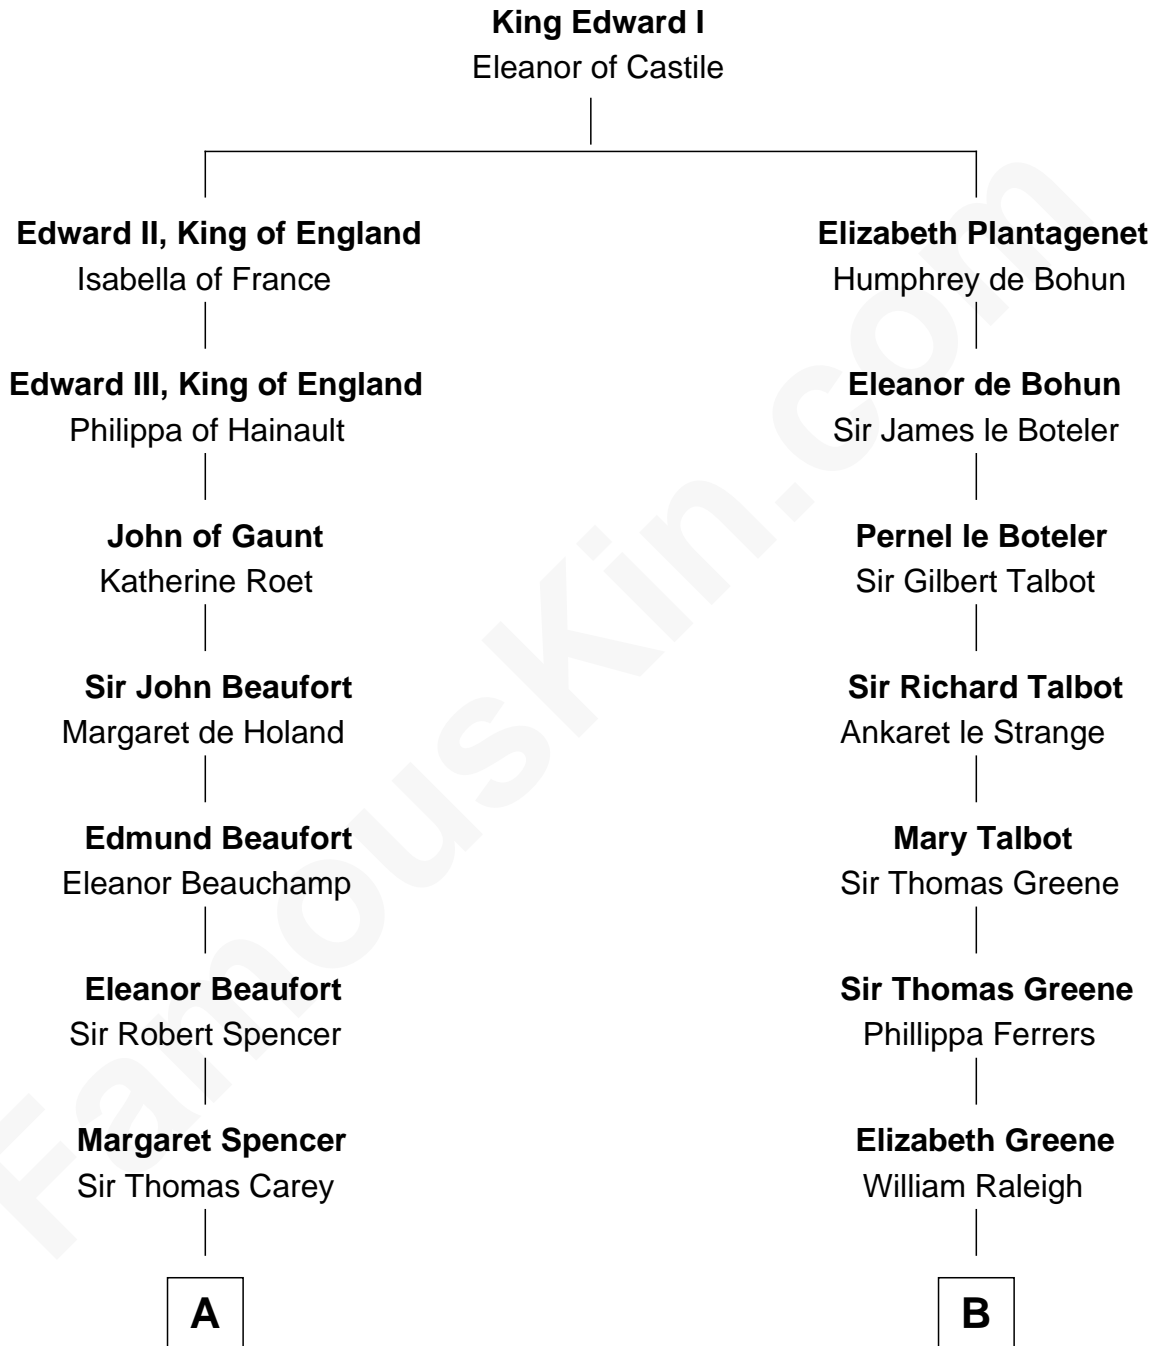 King Edward I
Eleanor of Castile
Edward II, King of England
Isabella of France
Elizabeth Plantagenet
Humphrey de Bohun
Edward III, King of England
Philippa of Hainault
Eleanor de Bohun
Sir James le Boteler
John of Gaunt
Katherine Roet
Pernel le Boteler
Sir Gilbert Talbot
Sir John Beaufort
Margaret de Holand
Sir Richard Talbot
Ankaret le Strange
Edmund Beaufort
Eleanor Beauchamp
Mary Talbot
Sir Thomas Greene
Eleanor Beaufort
Sir Robert Spencer
Sir Thomas Greene
Phillippa Ferrers
Margaret Spencer
Sir Thomas Carey
Elizabeth Greene
William Raleigh
A
B
FamousKin.com